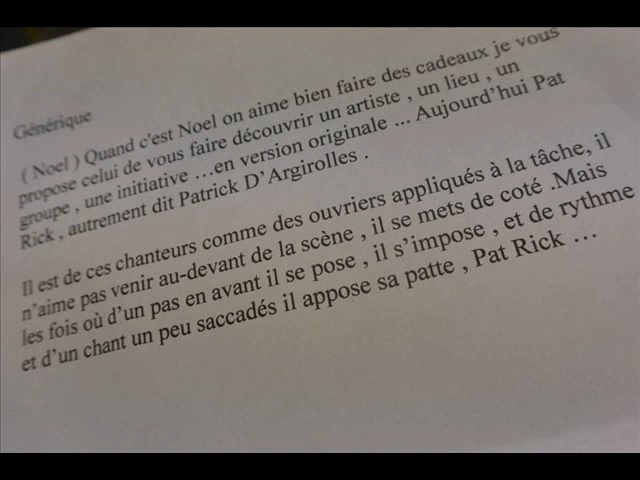 Générique
( Noel ) Quand c'est Noel on aime bien faire des cadeaux je vous
propose celui de vous faire découvrir un artiste , un lieu , un
groupe , une initiative …en version originale ... Aujourd'hui Pat
Rick , autrement dit Patrick D'Argirolles .
Il est de ces chanteurs comme des ouvriers appliqués à la tâche, il
n'aime pas venir au-devant de la scène , il se mets de coté .Mais
les fois où d'un pas en avant il se pose , il s'impose , et de rythme
et d'un chant un peu saccadés il appose sa patte , Pat Rick …